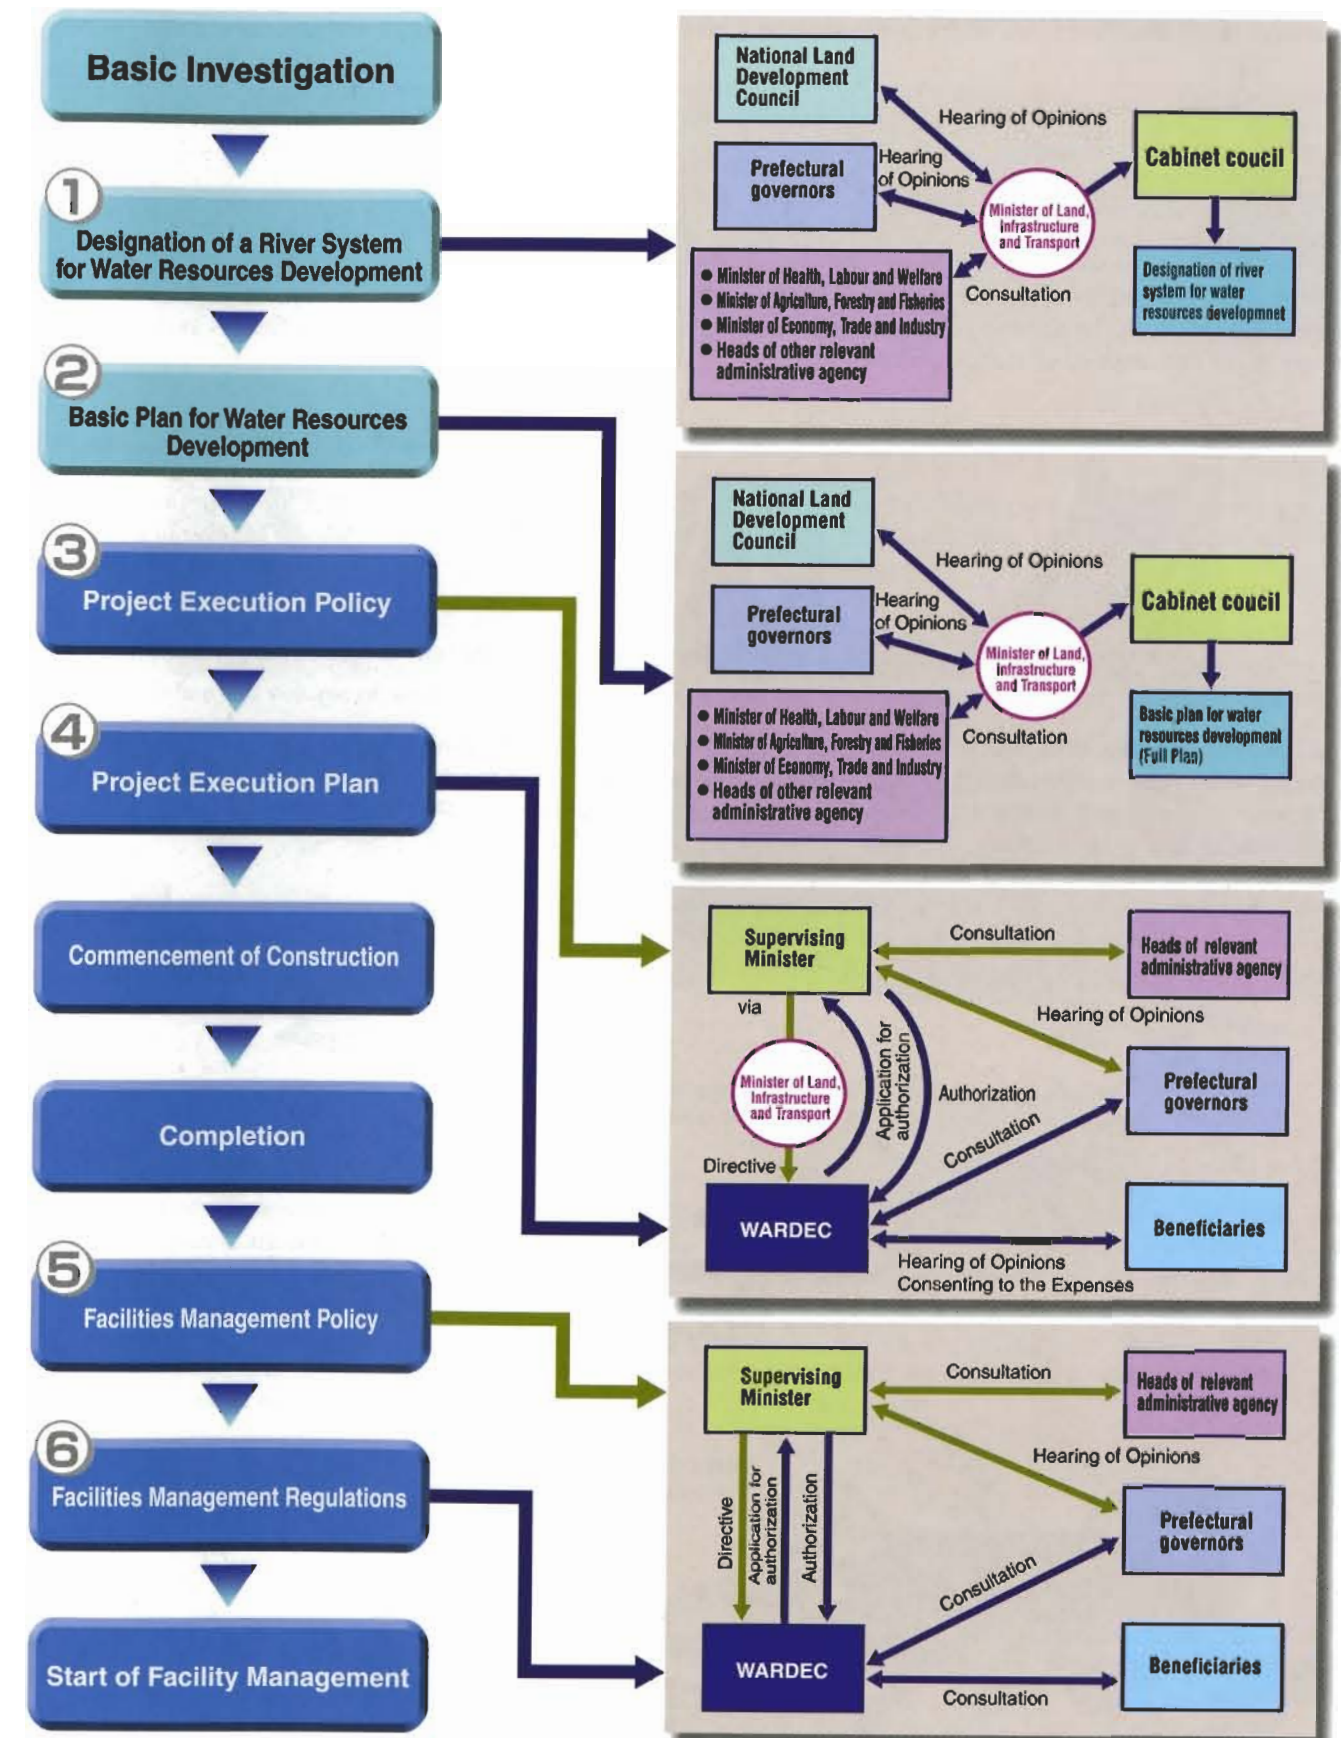 Basic Investigation
1
Designation of a River System
for Water Resources Development
2
Basic Plan for Water Resources
Development
3
Project Execution Policy
4
Project Execution Plan
Commencement of Construction
Completion
5
Facilities Management Policy
6
Facilities Management Regulations
Start of Facility Management
National Land
Development
Council
Hearing of Opinions
Cabinet coucil
Prefectural
governors
Hearing
of Opinions
Minister of Land,
Infrastructure
and Transport
● Minister of Health, Labour and Welfare
● Minister of Agriculture, Forestry and Fisheries
● Minister of Economy, Trade and Industry
● Heads of other relevant
administrative agency
Consultation
Designation of river
system for water
resources developmnet
National Land
Development
Council
Hearing of Opinions
Cabinet coucil
Prefectural
governors
Hearing
of Opinions
Minister of Land,
Infrastructure
and Transport
● Minister of Health, Labour and Welfare
● Minister of Agriculture, Forestry and Fisheries
● Minister of Economy, Trade and Industry
● Heads of other relevant
administrative agency
Consultation
Basic plan for water
resources development
(Full Plan)
Supervising
Minister
Consultation
Heads of relevant
administrative agency
via
Hearing of Opinions
Minister of Land,
Infrastructure
and Transport
Application for
authorization
Authorization
Prefectural
governors
Consultation
Directive
WARDEC
Beneficiaries
Hearing of Opinions
Consenting to the Expenses
Supervising
Minister
Consultation
Heads of relevant
administrative agency
Hearing of Opinions
Directive
Application for
authorization
Authorization
Prefectural
governors
Consultation
WARDEC
Beneficiaries
Consultation